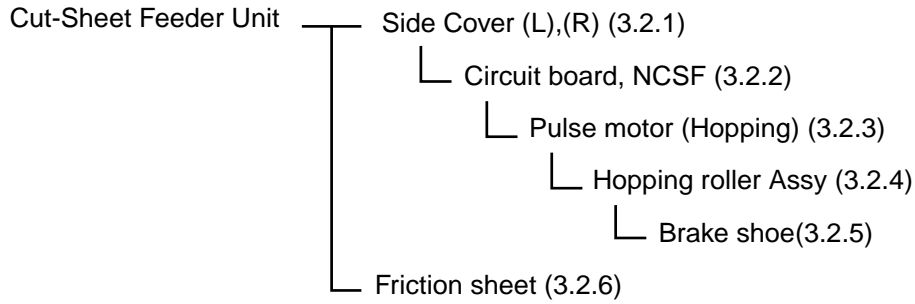 Cut-Sheet Feeder Unit
Side Cover (L),(R) (3.2.1)
Circuit board, NCSF (3.2.2)
Pulse motor (Hopping) (3.2.3)
Hopping roller Assy (3.2.4)
Brake shoe(3.2.5)
Friction sheet (3.2.6)